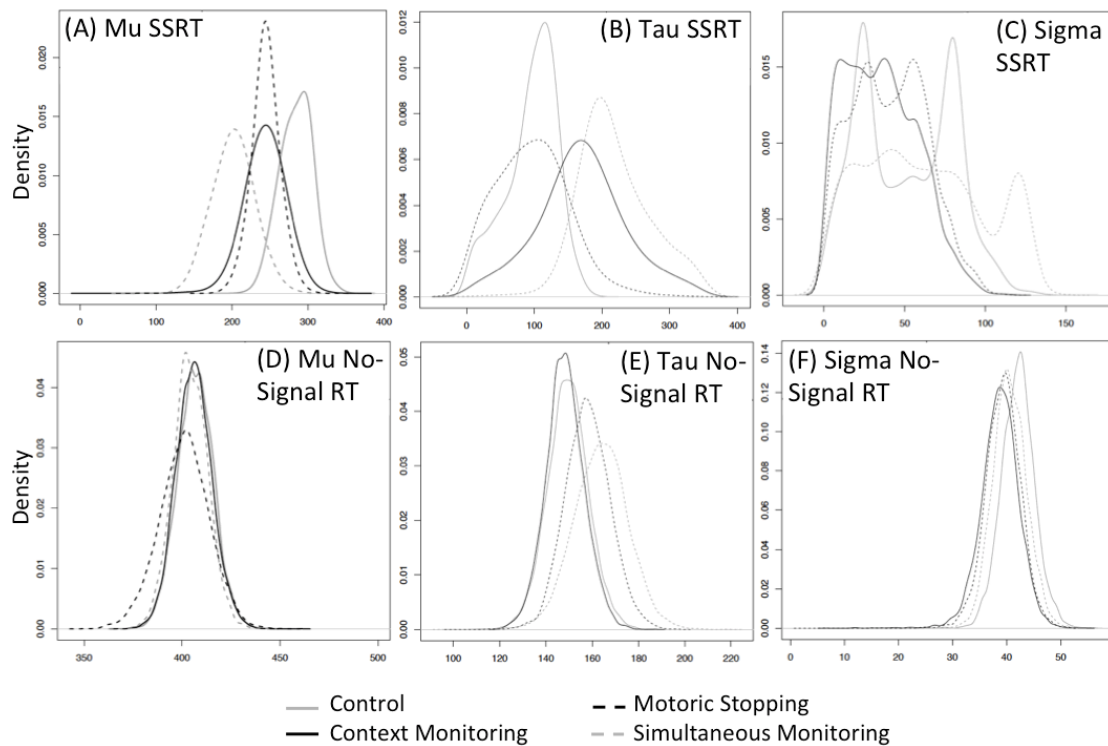 (A) Mu SSRT
(B) Tau SSRT
(C) Sigma
SSRT
Density
0.000 0.005 0.010 0.015 0.020
0 100 200 300 400
0.000 0.002 0.004 0.006 0.008 0.010 0.012
0 100 200 300 400
0.000 0.005 0.010 0.015
0 50 100 150
(D) Mu No-
Signal RT
(E) Tau No-
Signal RT
(F) Sigma No-
Signal RT
Density
0.00 0.01 0.02 0.03 0.04
350 400 450 500
0.00 0.01 0.02 0.03 0.04 0.05
100 120 140 160 180 200 220
0.00 0.02 0.04 0.06 0.08 0.10 0.12 0.14
0 10 20 30 40 50
Control
Motoric Stopping
Context Monitoring
Simultaneous Monitoring